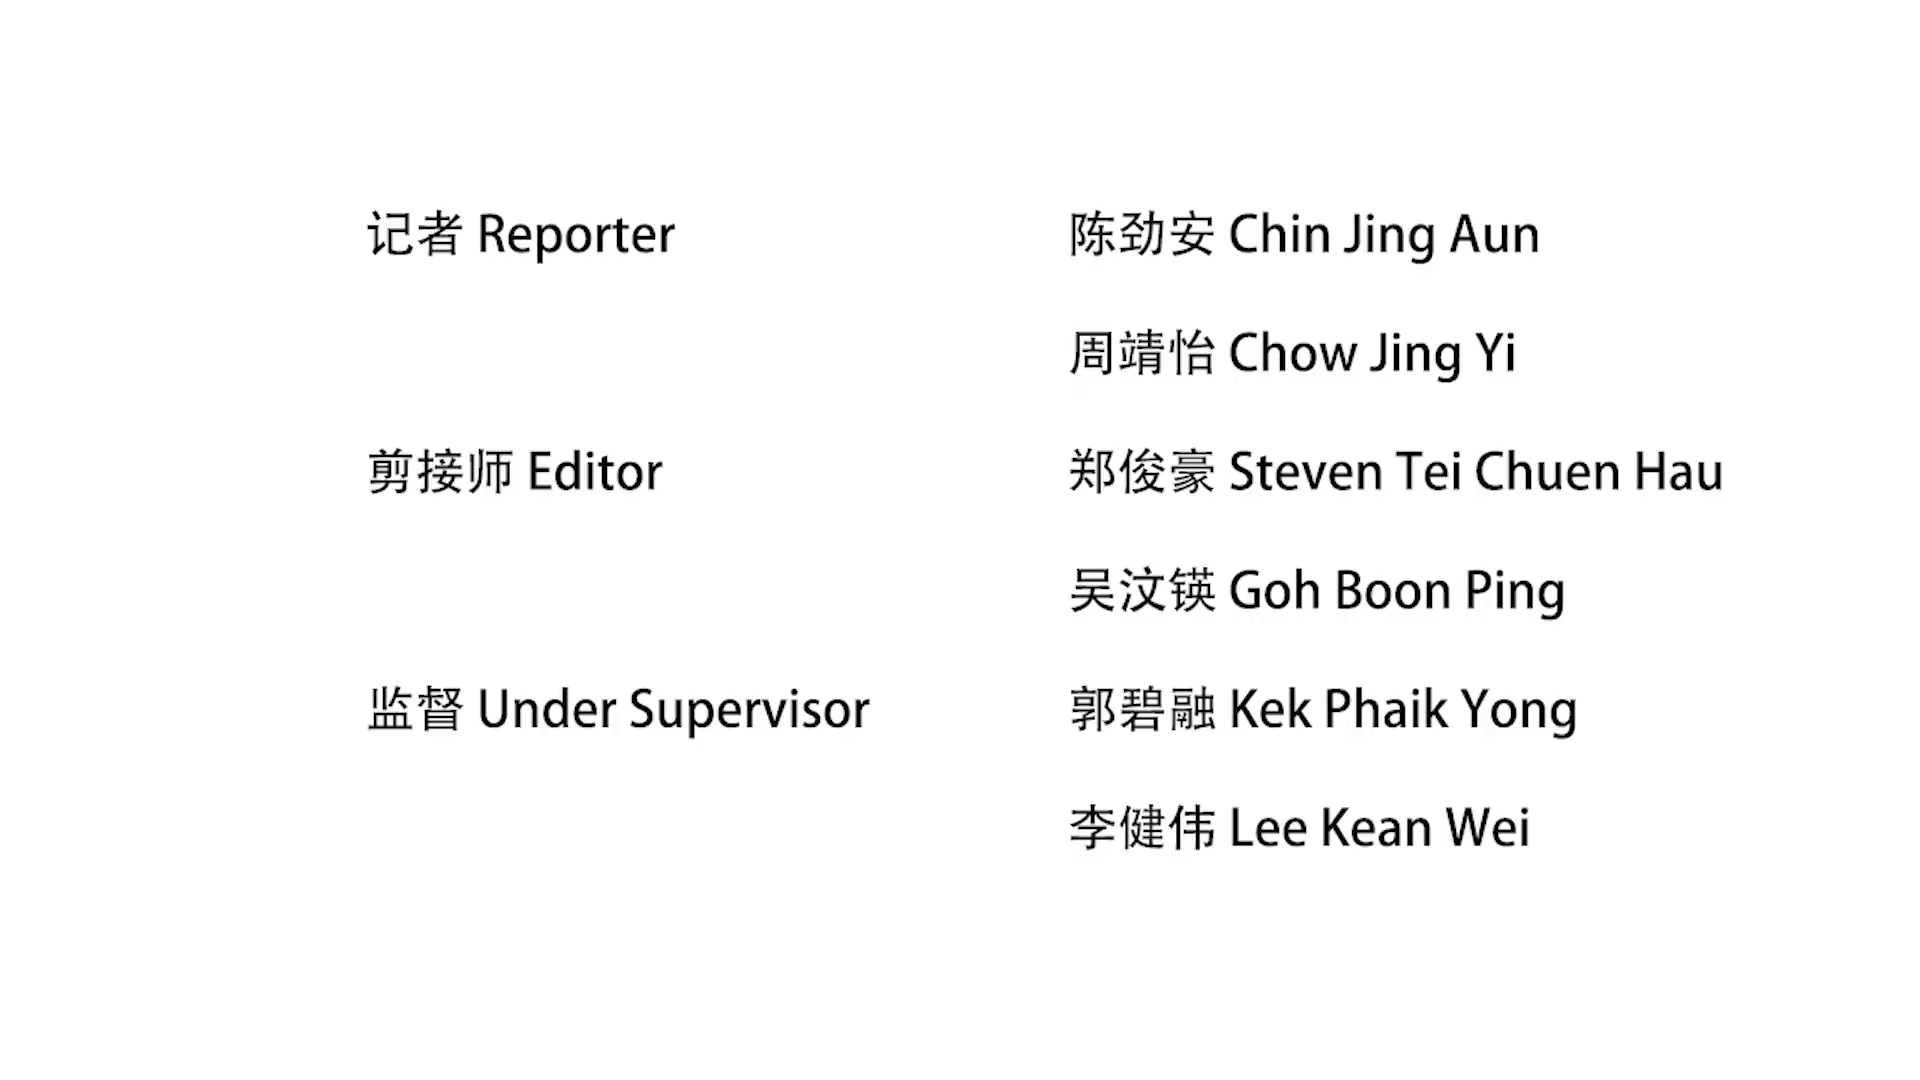 记者 Reporter 陈劲安 Chin Jing Aun
周靖怡 Chow Jing Yi
剪接师 Editor 郑俊豪 Steven Tei Chuen Hau
吴汶锳 Goh Boon Ping
监督 Under Supervisor 郭碧融 Kek Phaik Yong
李健伟 Lee Kean Wei